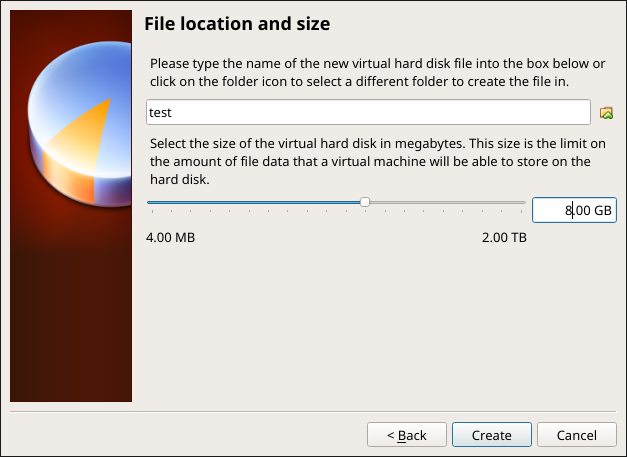 File location and size
Please type the name of the new virtual hard disk file into the box below or
click on the folder icon to select a different folder to create the file in.
test
Select the size of the virtual hard disk in megabytes. This size is the limit on
the amount of file data that a virtual machine will be able to store on the
hard disk.
8.00 GB
4.00 MB 2.00 TB
< Back Create Cancel